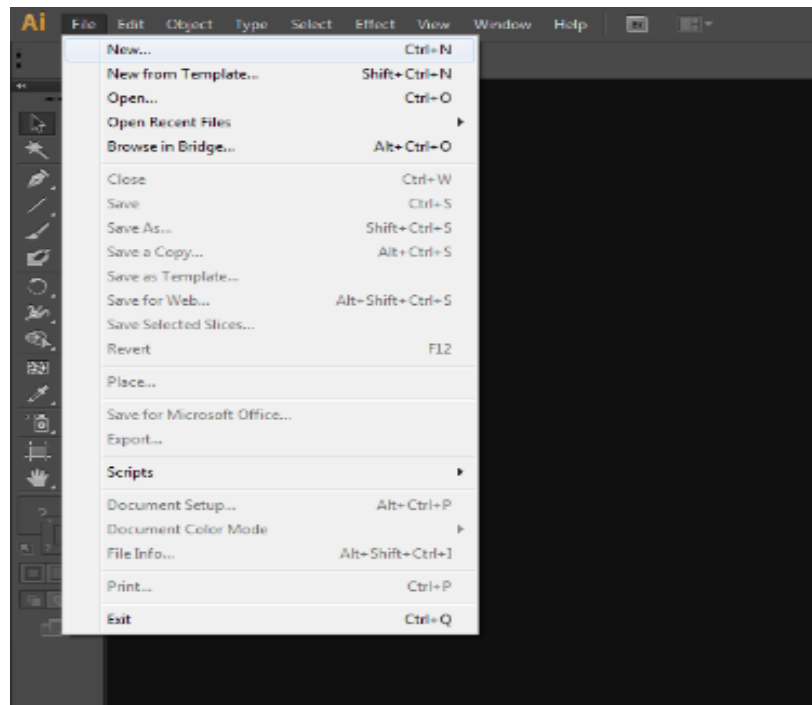 Ai File Edit Object Type Select Effect View Window Help Br
New... Ctrl+N
New from Template... Shift+Ctrl+N
Open... Ctrl+O
Open Recent Files
Browse in Bridge... Alt+Ctrl+O
Close Ctrl+W
Save Ctrl+S
Save As... Shift+Ctrl+S
Save a Copy... Alt+Ctrl+S
Save as Template...
Save for Web... Alt+Shift+Ctrl+S
Save Selected Slices...
Revert F12
Place...
Save for Microsoft Office...
Export...
Scripts
Document Setup... Alt+Ctrl+P
Document Color Mode
File Info... Alt+Shift+Ctrl+I
Print... Ctrl+P
Exit Ctrl+Q